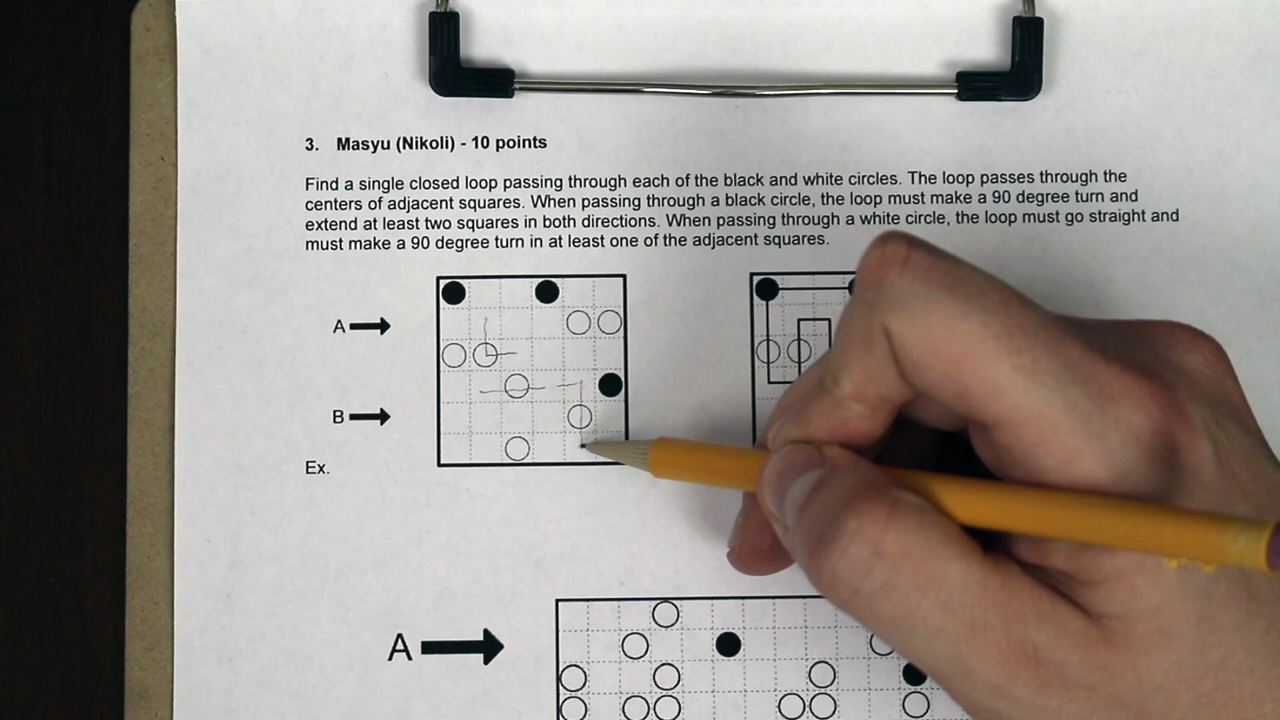 3. Masyu (Nikoli) - 10 points
Find a single closed loop passing through each of the black and white circles. The loop passes through the
centers of adjacent squares. When passing through a black circle, the loop must make a 90 degree turn and
extend at least two squares in both directions. When passing through a white circle, the loop must go straight and
must make a 90 degree turn in at least one of the adjacent squares.
A
B
Ex.
A